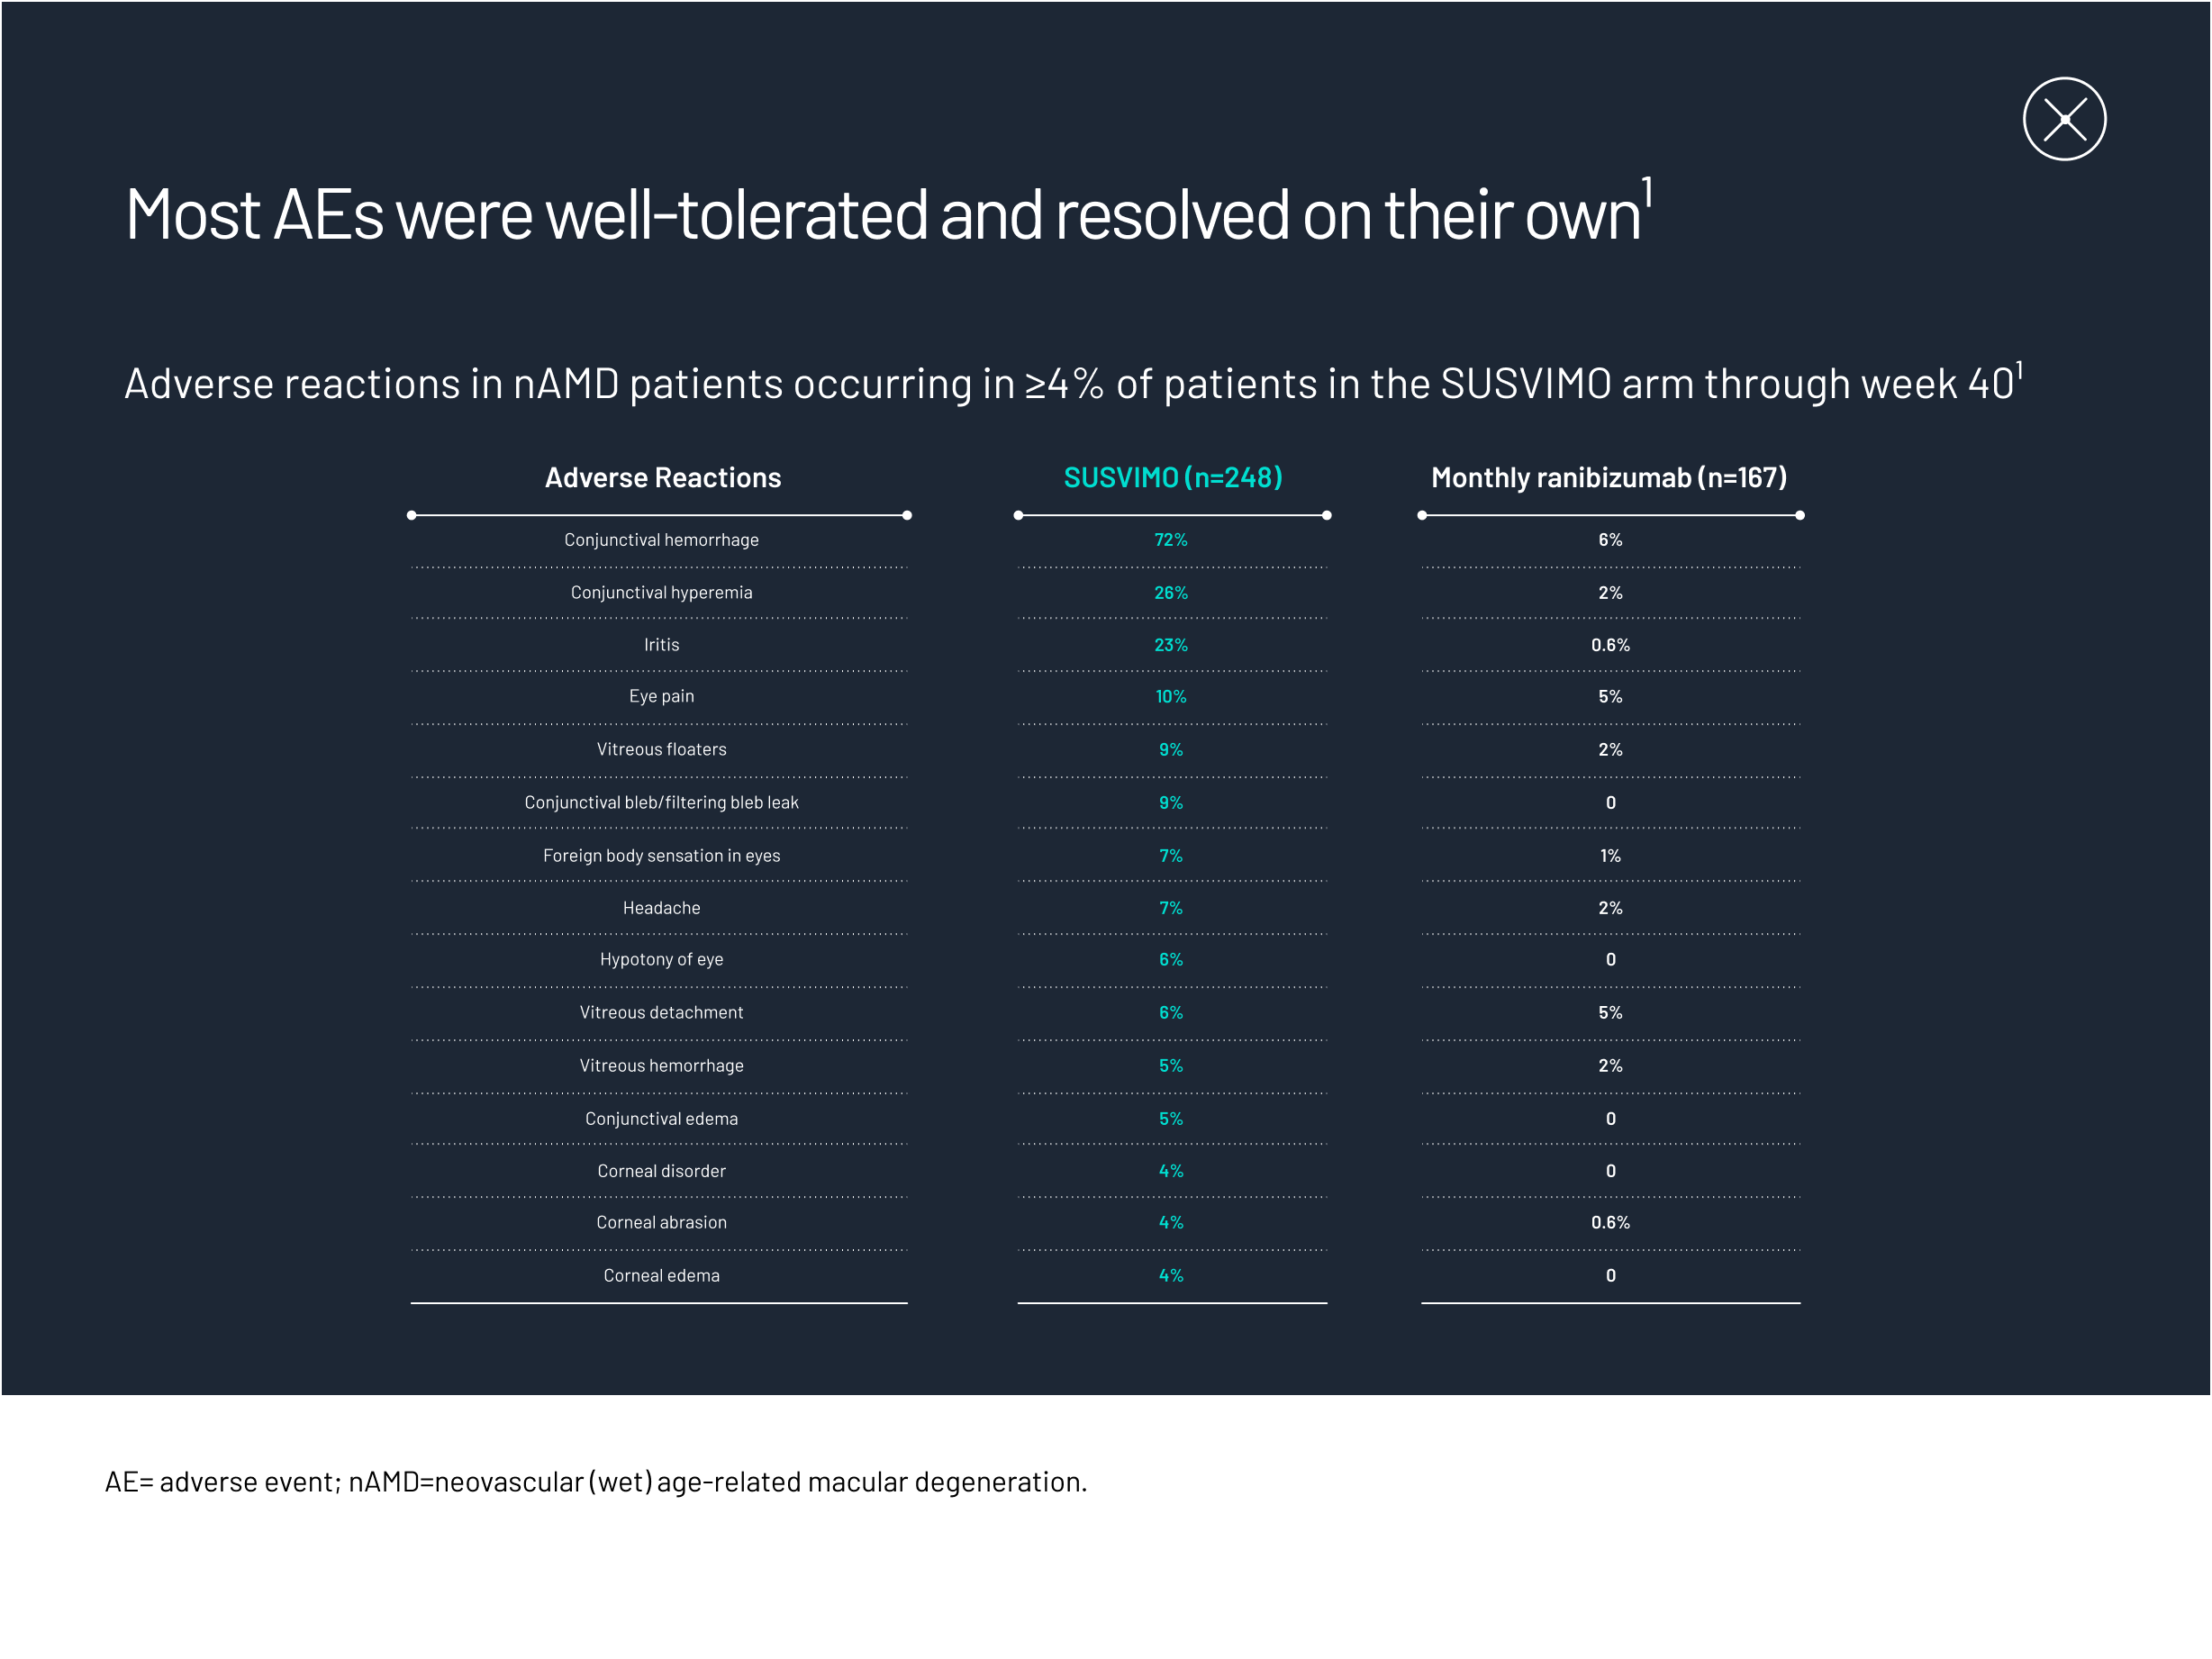 Most AEs were well-tolerated and resolved on their own¹
Adverse reactions in nAMD patients occurring in ≥4% of patients in the SUSVIMO arm through week 40¹
Adverse Reactions SUSVIMO (n=248) Monthly ranibizumab (n=167)
Conjunctival hemorrhage 72% 6%
Conjunctival hyperemia 26% 2%
Iritis 23% 0.6%
Eye pain 10% 5%
Vitreous floaters 9% 2%
Conjunctival bleb/filtering bleb leak 9% 0
Foreign body sensation in eyes 7% 1%
Headache 7% 2%
Hypotony of eye 6% 0
Vitreous detachment 6% 5%
Vitreous hemorrhage 5% 2%
Conjunctival edema 5% 0
Corneal disorder 4% 0
Corneal abrasion 4% 0.6%
Corneal edema 4% 0
AE= adverse event; nAMD=neovascular (wet) age-related macular degeneration.